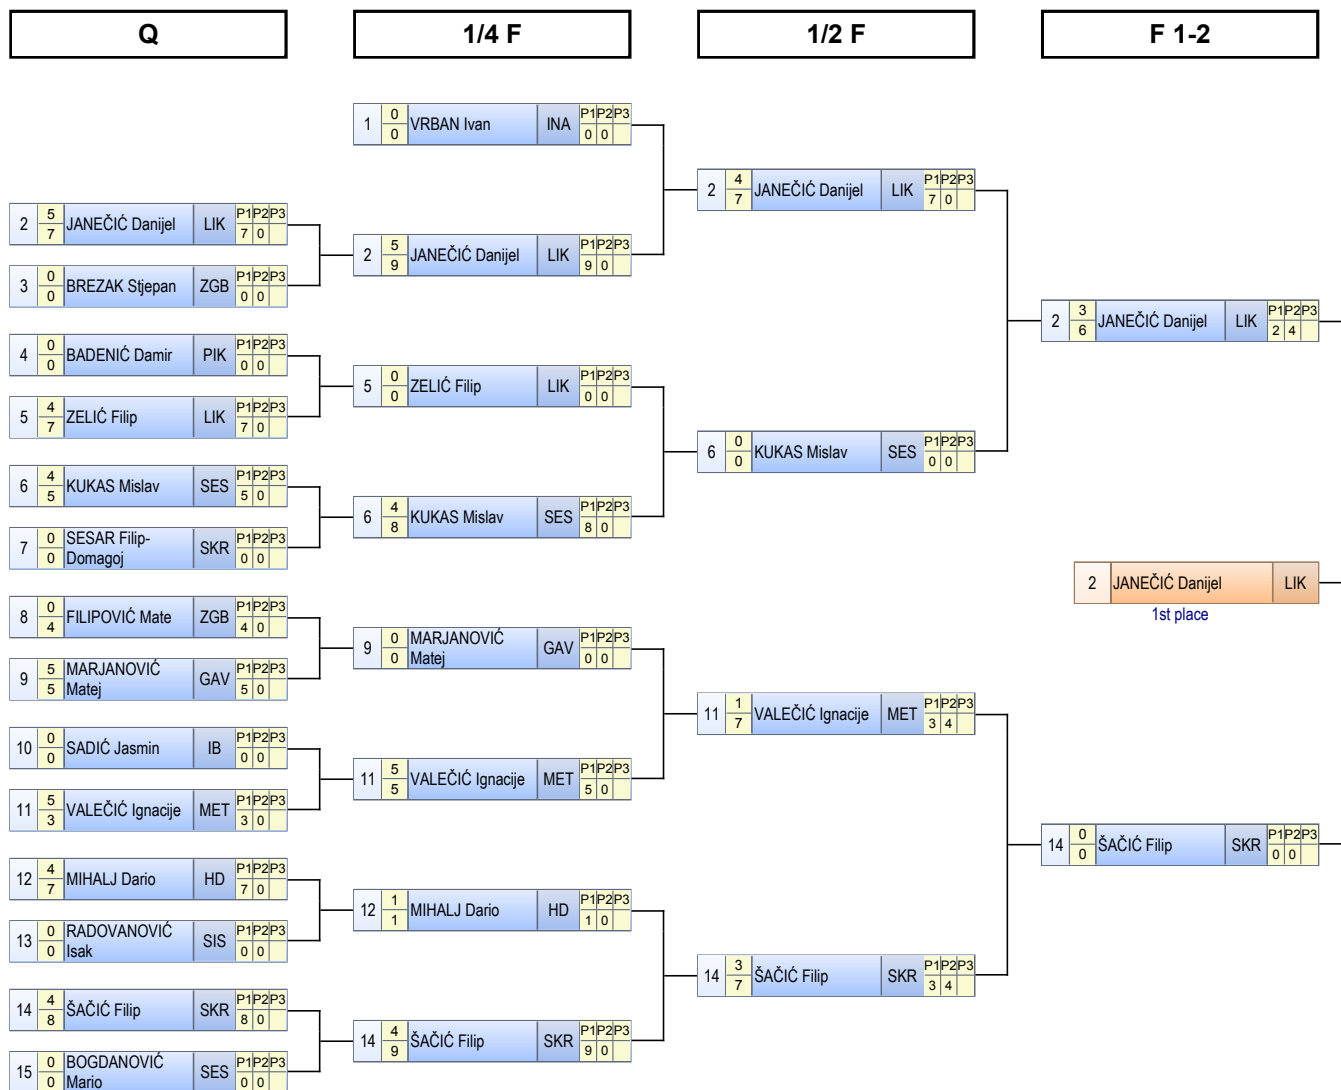 Q 1/4 F 1/2 F F 1-2
1 0 0 VRBAN Ivan INA P1 P2 P3 0 0
2 4 7 JANEČIĆ Danijel LIK P1 P2 P3 7 0
2 5 7 JANEČIĆ Danijel LIK P1 P2 P3 7 0
2 5 9 JANEČIĆ Danijel LIK P1 P2 P3 9 0
3 0 0 BREZAK Stjepan ZGB P1 P2 P3 0 0
2 3 6 JANEČIĆ Danijel LIK P1 P2 P3 2 4
4 0 0 BADENIĆ Damir PIK P1 P2 P3 0 0
5 0 0 ZELIĆ Filip LIK P1 P2 P3 0 0
5 4 7 ZELIĆ Filip LIK P1 P2 P3 7 0
6 0 0 KUKAS Mislav SES P1 P2 P3 0 0
6 4 5 KUKAS Mislav SES P1 P2 P3 5 0
6 4 8 KUKAS Mislav SES P1 P2 P3 8 0
7 0 0 SESAR Filip-
Domagoj SKR P1 P2 P3 0 0
2 JANEČIĆ Danijel LIK
1st place
8 0 4 FILIPOVIĆ Mate ZGB P1 P2 P3 4 0
9 0 0 MARJANOVIĆ
Matej GAV P1 P2 P3 0 0
9 5 5 MARJANOVIĆ
Matej GAV P1 P2 P3 5 0
11 1 7 VALEČIĆ Ignacije MET P1 P2 P3 3 4
10 0 0 SADIĆ Jasmin IB P1 P2 P3 0 0
11 5 5 VALEČIĆ Ignacije MET P1 P2 P3 5 0
11 5 3 VALEČIĆ Ignacije MET P1 P2 P3 3 0
14 0 0 ŠAČIĆ Filip SKR P1 P2 P3 0 0
12 4 7 MIHALJ Dario HD P1 P2 P3 7 0
12 1 1 MIHALJ Dario HD P1 P2 P3 1 0
13 0 0 RADOVANOVIĆ
Isak SIS P1 P2 P3 0 0
14 3 7 ŠAČIĆ Filip SKR P1 P2 P3 3 4
14 4 8 ŠAČIĆ Filip SKR P1 P2 P3 8 0
14 4 9 ŠAČIĆ Filip SKR P1 P2 P3 9 0
15 0 0 BOGDANOVIĆ
Mario SES P1 P2 P3 0 0